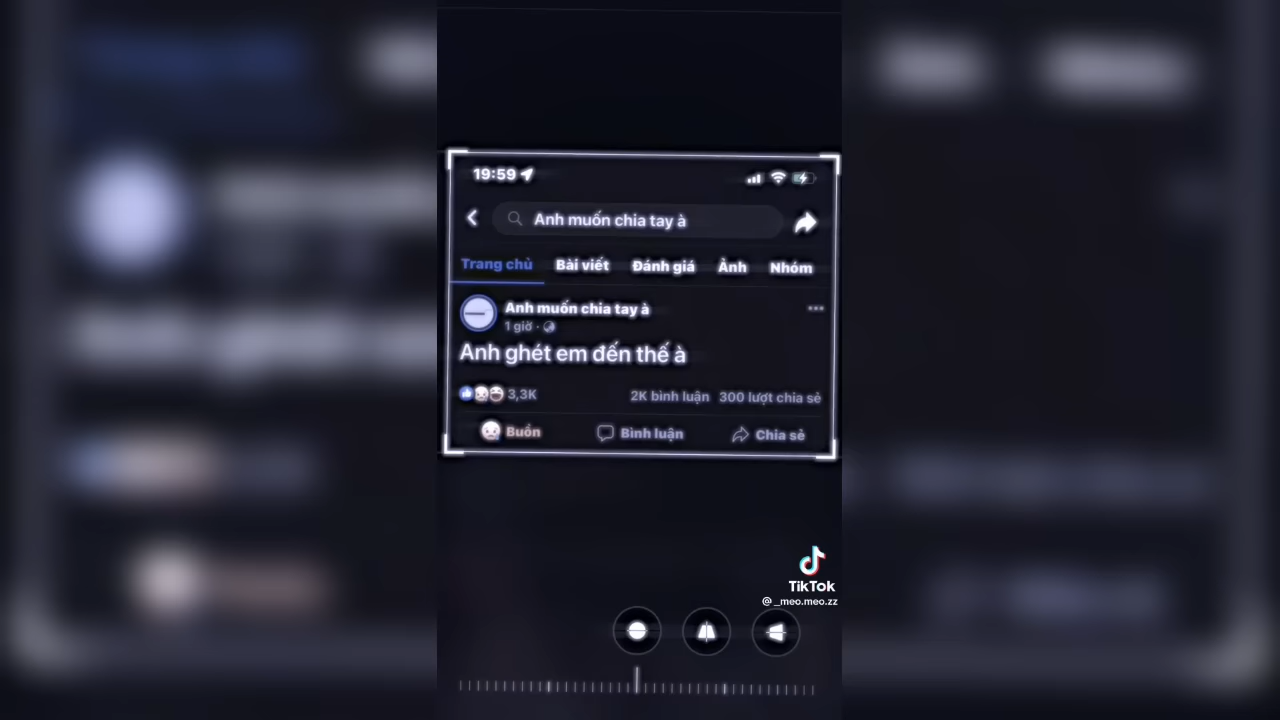 19:59
Anh muốn chia tay à
Trang chủ Bài viết Đánh giá Ảnh Nhóm
Anh muốn chia tay à
1 giờ ·
Anh ghét em đến thế à
3,3K 2K bình luận 300 lượt chia sẻ
Buồn Bình luận Chia sẻ
TikTok
@_meo.meo.zz